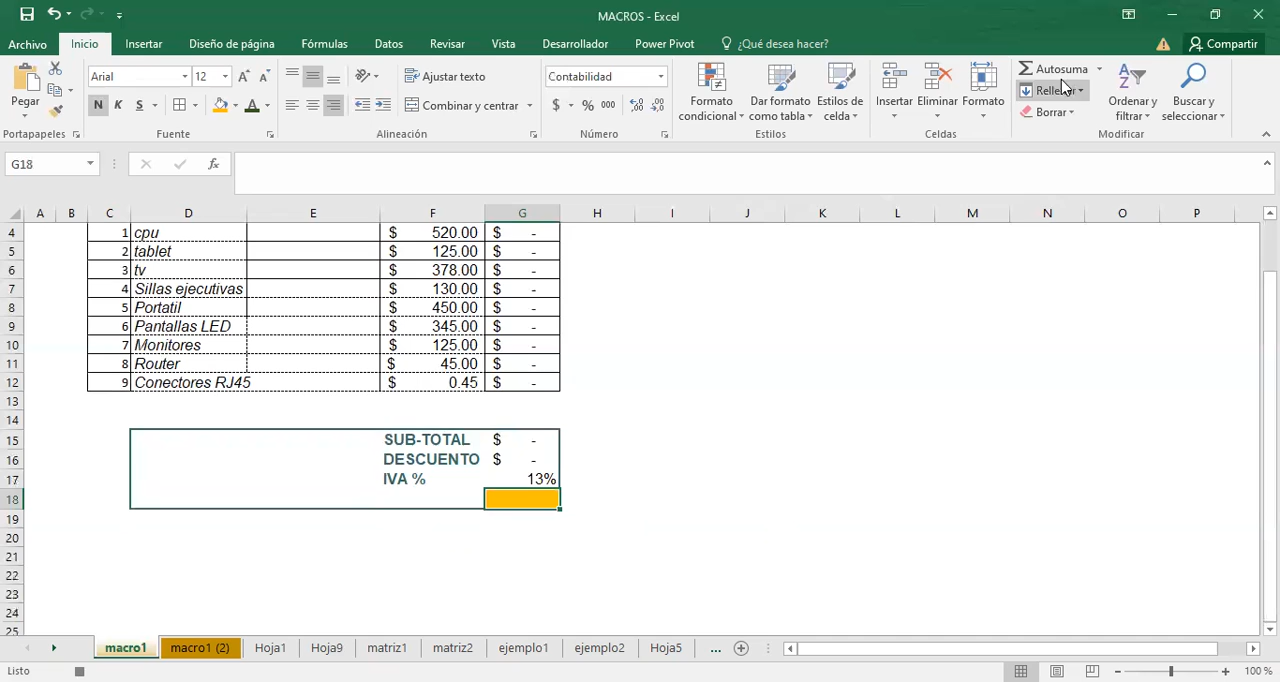 MACROS - Excel
Archivo Inicio Insertar Diseño de página Fórmulas Datos Revisar Vista Desarrollador Power Pivot ¿Qué desea hacer? Compartir
Pegar
Portapapeles
Arial 12
N K S
Fuente
Ajustar texto
Combinar y centrar
Alineación
Contabilidad
$ % 000
Número
Formato condicional
Dar formato como tabla
Estilos de celda
Estilos
Insertar Eliminar Formato
Celdas
Autosuma
Borrar
Ordenar y filtrar
Buscar y seleccionar
Modificar
G18 fx
A B C D E F G H I J K L M N O P
4 1 cpu $ 520.00 $ -
5 2 tablet $ 125.00 $ -
6 3 tv $ 378.00 $ -
7 4 Sillas ejecutivas $ 130.00 $ -
8 5 Portatil $ 450.00 $ -
9 6 Pantallas LED $ 345.00 $ -
10 7 Monitores $ 125.00 $ -
11 8 Router $ 45.00 $ -
12 9 Conectores RJ45 $ 0.45 $ -
13
14
15 SUB-TOTAL $ -
16 DESCUENTO $ -
17 IVA % 13%
18
19
20
21
22
23
24
25
macro1 macro1 (2) Hoja1 Hoja9 matriz1 matriz2 ejemplo1 ejemplo2 Hoja5 ...
Listo 100 %